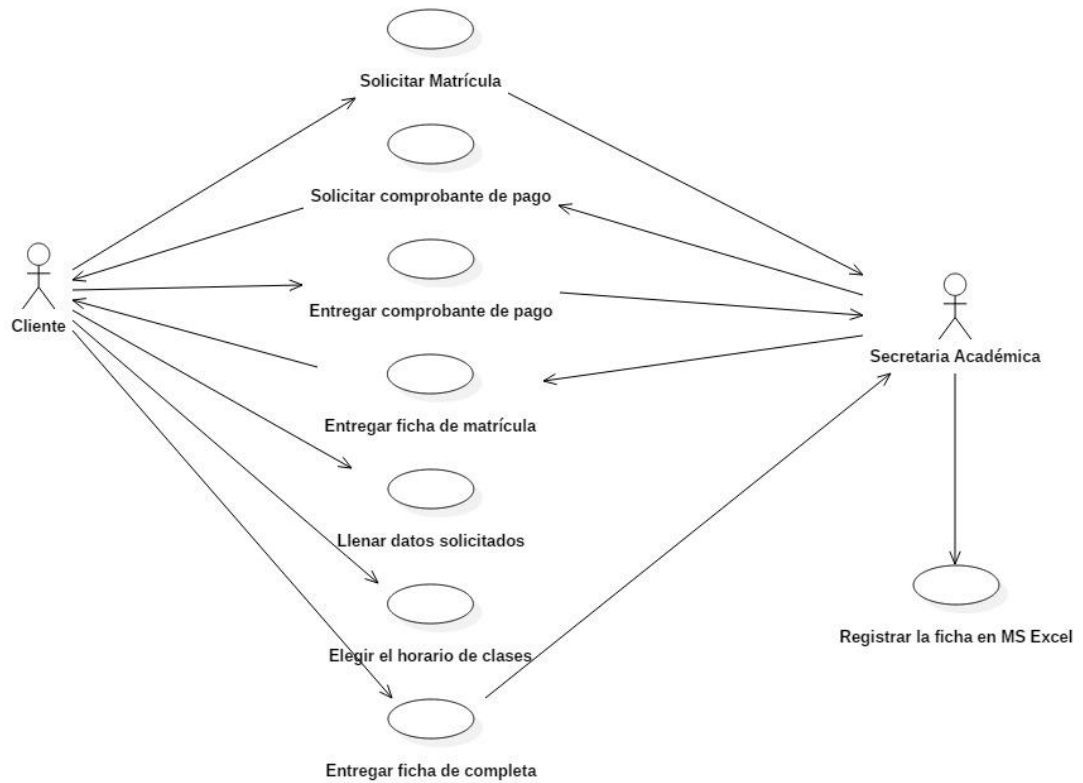 Solicitar Matrícula
Solicitar comprobante de pago
Entregar comprobante de pago
Cliente
Secretaria Académica
Entregar ficha de matrícula
Llenar datos solicitados
Registrar la ficha en MS Excel
Elegir el horario de clases
Entregar ficha de completa